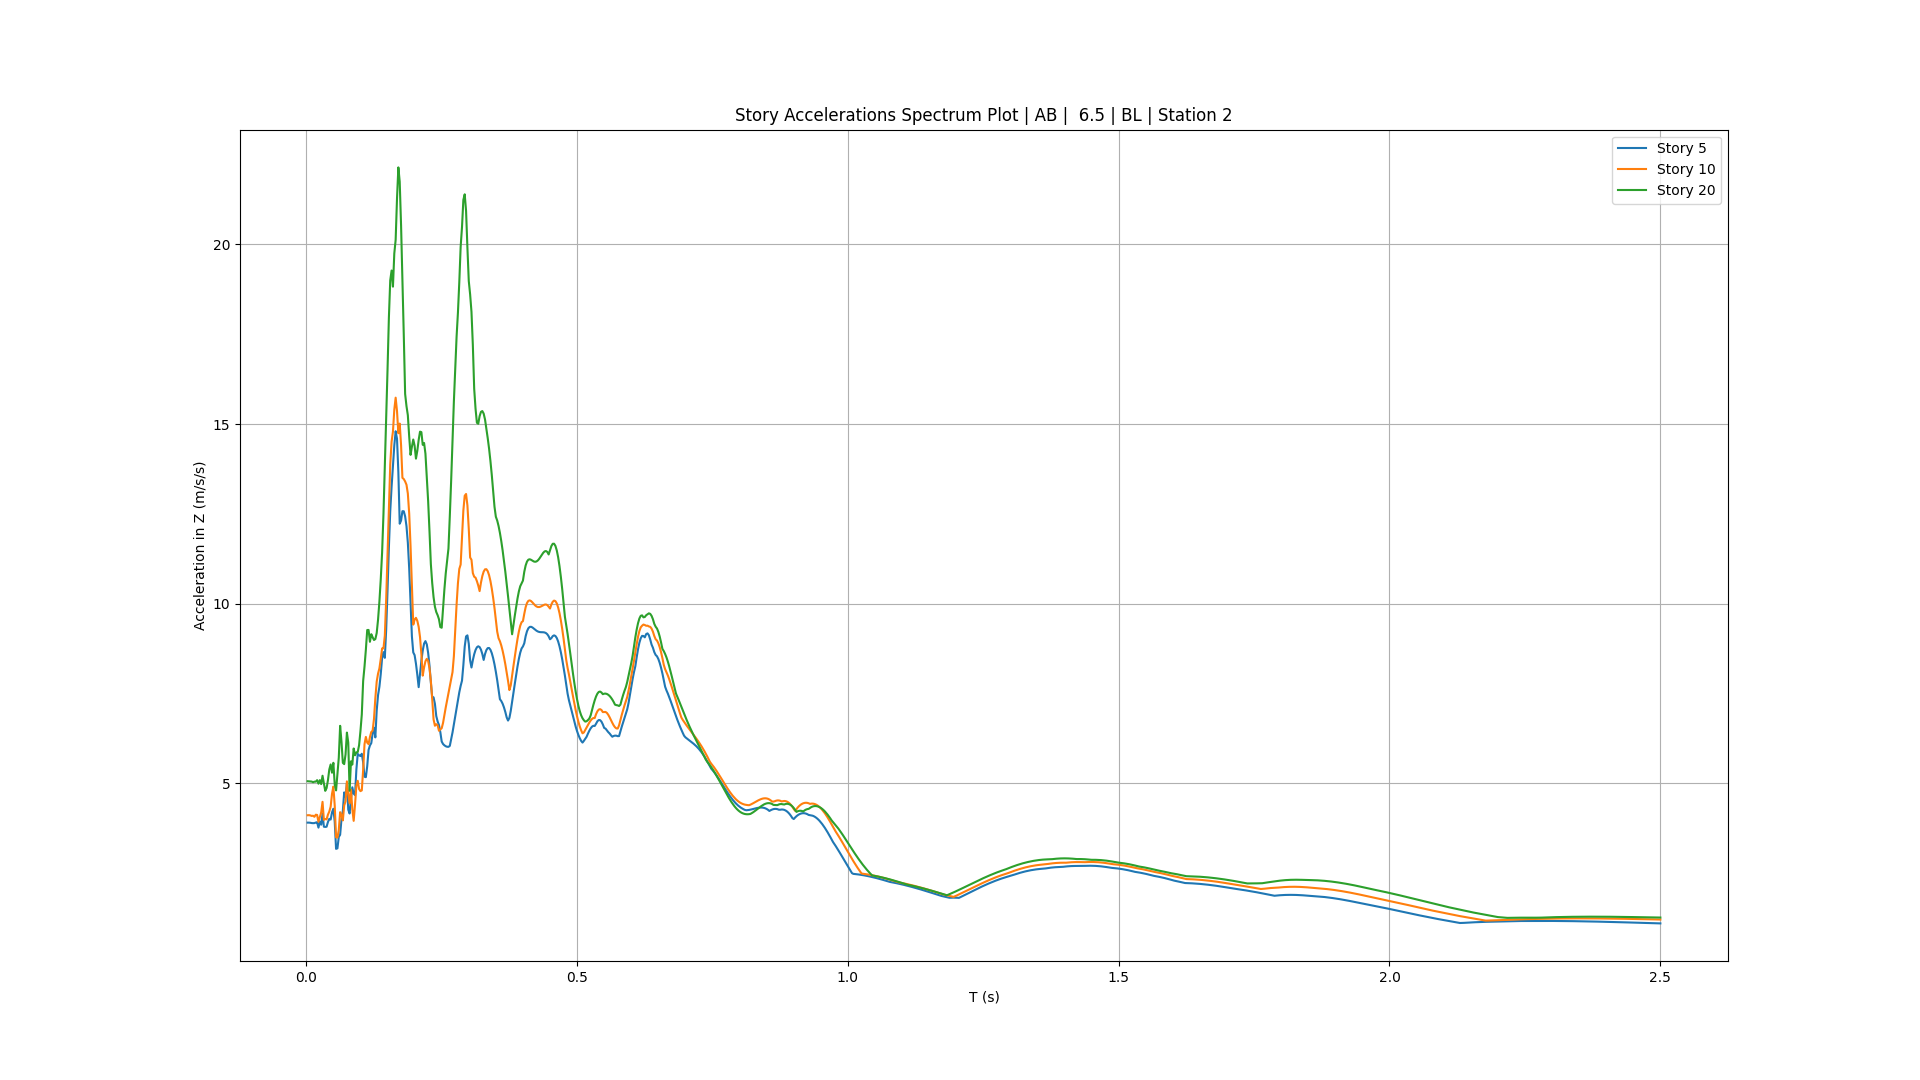 Story Accelerations Spectrum Plot | AB |  6.5 | BL | Station 2
Story 5
Story 10
Story 20
20
15
10
5
Acceleration in Z (m/s/s)
0.0 0.5 1.0 1.5 2.0 2.5
T (s)